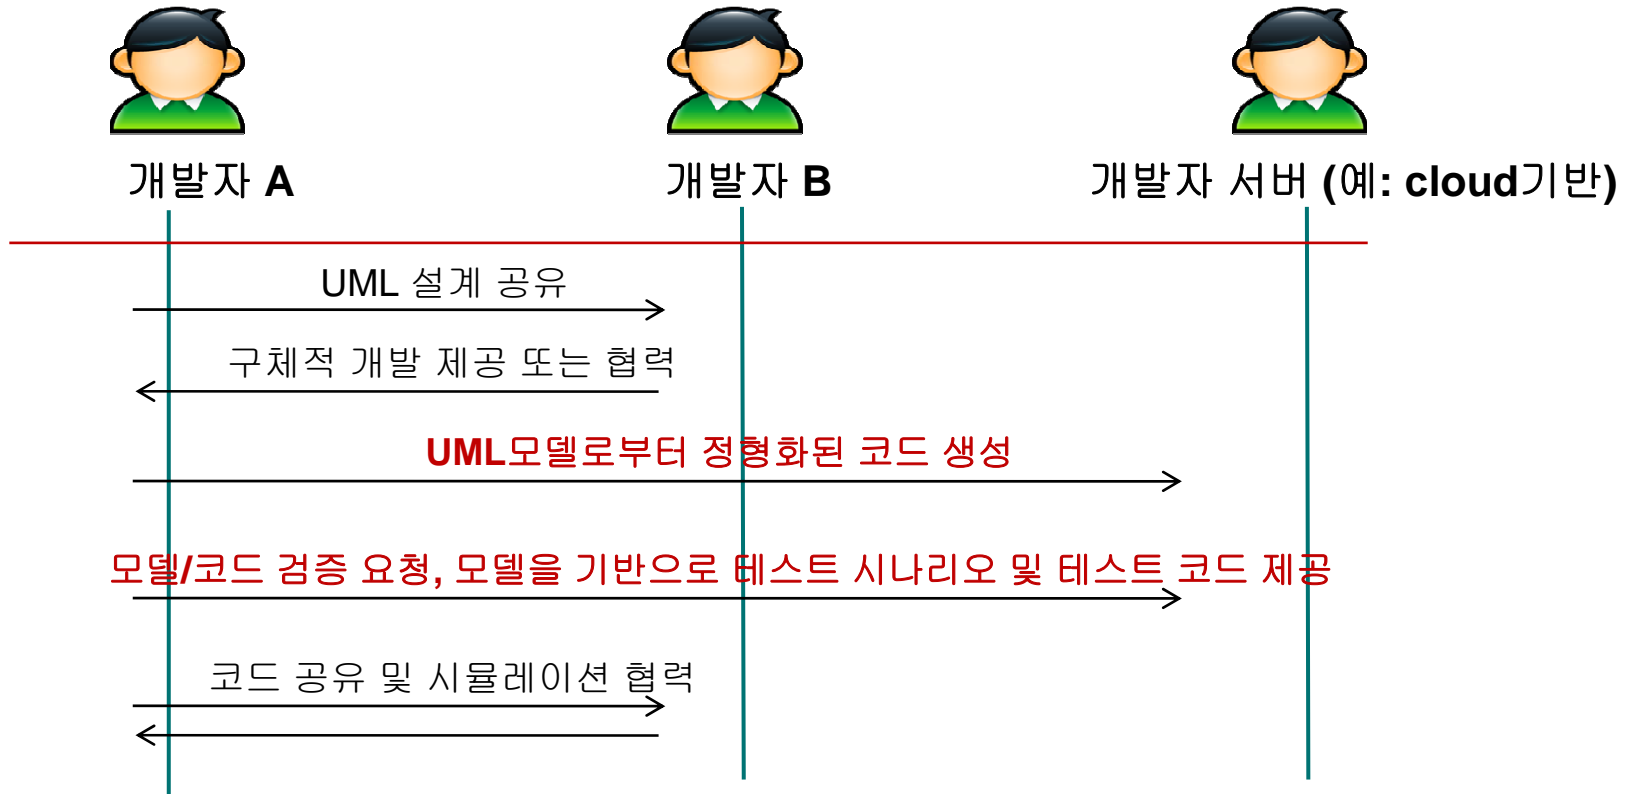 개발자 A
개발자 B
개발자 서버 (예: cloud기반)
UML 설계 공유
구체적 개발 제공 또는 협력
UML모델로부터 정형화된 코드 생성
모델/코드 검증 요청, 모델을 기반으로 테스트 시나리오 및 테스트 코드 제공
코드 공유 및 시뮬레이션 협력